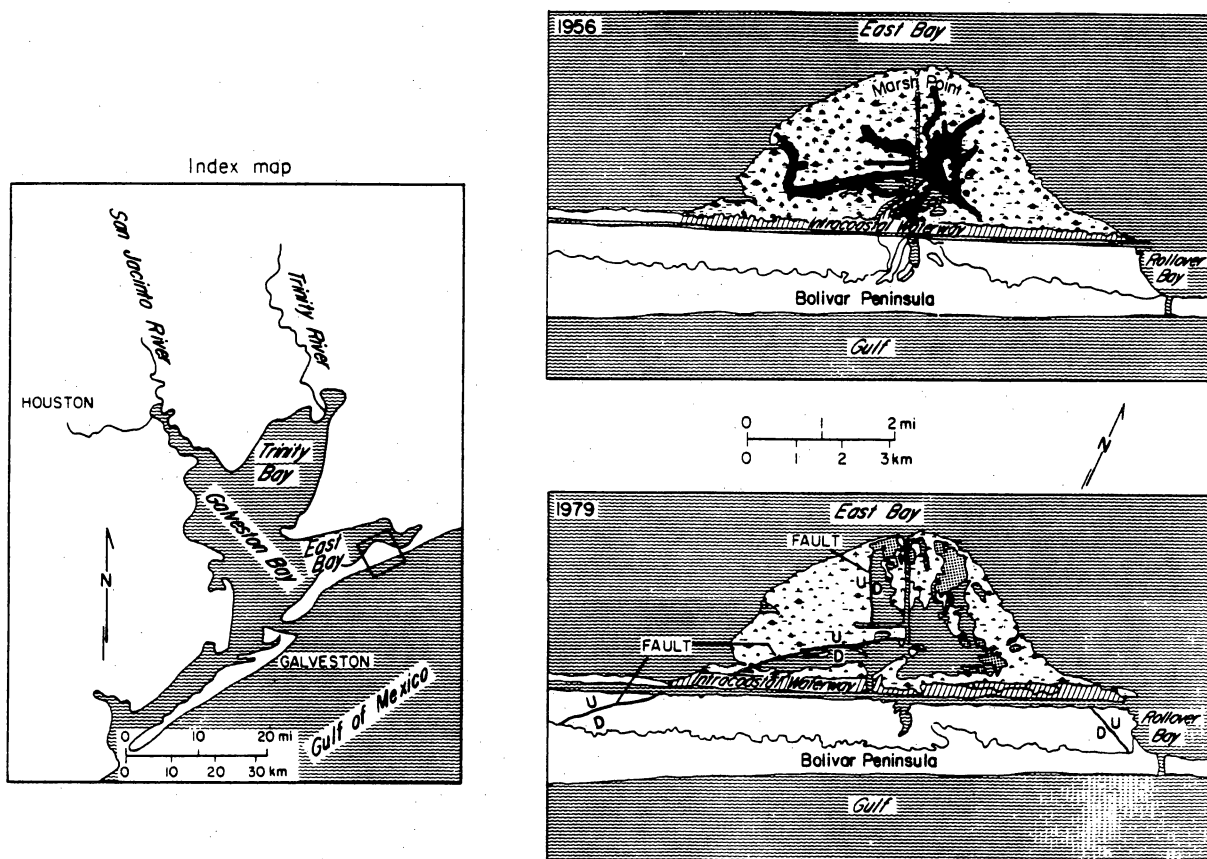 Index map
San Jacinto River
Trinity River
HOUSTON
Trinity Bay
Galveston Bay
East Bay
N
GALVESTON
Gulf of Mexico
0 10 20 mi
0 10 20 30 km
1956
East Bay
Marsh Point
Intracoastal Waterway
Rollover Bay
Bolivar Peninsula
Gulf
0 1 2 mi
0 1 2 3 km
N
1979
East Bay
FAULT
U
D
FAULT
U
D
Intracoastal Waterway
U
D
U
D
Rollover Bay
Bolivar Peninsula
Gulf